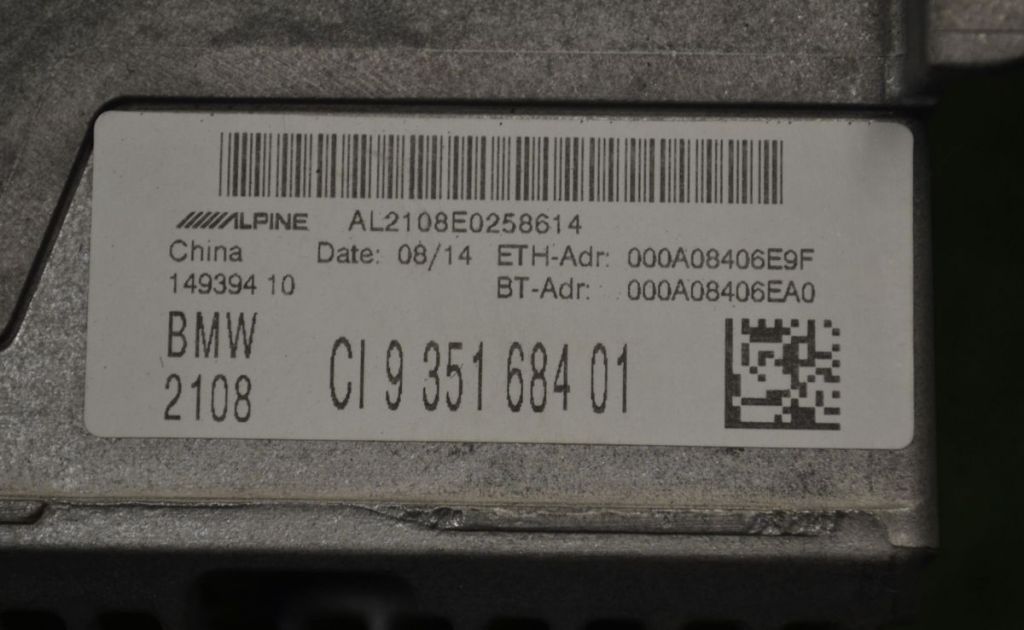 ALPINE AL2108E0258614
China Date: 08/14 ETH-Adr: 000A08406E9F
149394 10 BT-Adr: 000A08406EA0
BMW
2108 CI 9 351 684 01